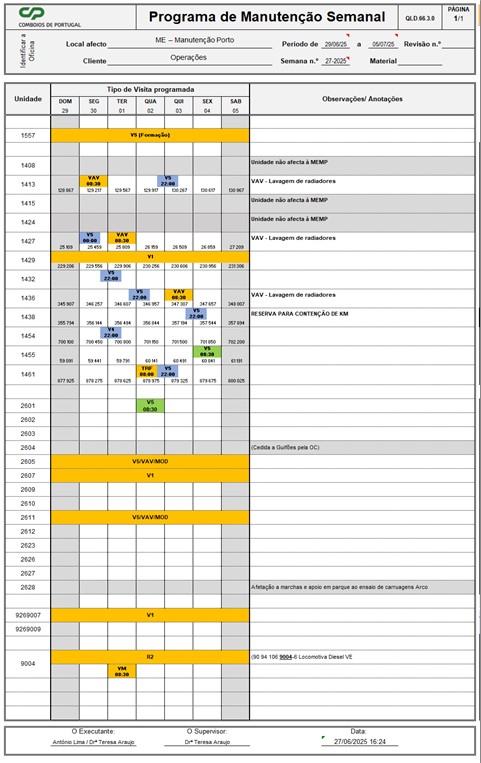 CP
COMBOIOS DE PORTUGAL
Programa de Manutenção Semanal
QLD.66.3.0
PÁGINA
1/1
Identificar a Oficina
Local afecto ME – Manutenção Porto
Periodo de 29/06/25 a 05/07/25 Revisão n.º
Cliente Operações
Semana n.º 27-2025 Material
Unidade
Tipo de Visita programada
Observações/ Anotações
DOM SEG TER QUA QUI SEX SAB
29 30 01 02 03 04 05
1557 V5 (Formação)
1408 Unidade não afecta à MEMP
1413 VAV 08:30 V5 22:00 VAV - Lavagem de radiadores
128 867 129 217 129 567 129 917 130 267 130 617 130 967
1415 Unidade não afecta à MEMP
1424 Unidade não afecta à MEMP
1427 V5 00:00 VAV 08:30 VAV - Lavagem de radiadores
25 109 25 459 25 809 26 159 26 509 26 859 27 209
1429 V1
229 206 229 556 229 906 230 256 230 606 230 956 231 306
1432 V5 22:00
1436 V5 22:00 VAV 08:30 VAV - Lavagem de radiadores
345 907 346 257 346 607 346 957 347 307 347 657 348 007
1438 V5 22:00 RESERVA PARA CONTENÇÃO DE KM
355 794 356 144 356 494 356 844 357 194 357 544 357 894
1454 V5 22:00
700 100 700 450 700 800 701 150 701 500 701 850 702 200
1455 V5 08:30
59 091 59 441 59 791 60 141 60 491 60 841 61 191
1461 TRF 08:00 V5 22:00
877 925 878 275 878 625 878 975 879 325 879 675 880 025
2601 V5 08:30
2602
2603
2604 (Cedida a Guifões pela OC)
2605 V5/VAV/MOD
2607 V1
2609
2610
2611 V5/VAV/MOD
2612
2623
2626
2627
2628 Afetação a marchas e apoio em parque ao ensaio de carruagens Arco
9269007 V1
9269009
9004 R2 (90 94 106 9004-6 Locomotiva Diesel VE
VM 08:30
O Executante: O Supervisor: Data:
António Lima / Drª Teresa Araujo Drª Teresa Araujo 27/06/2025 16:24